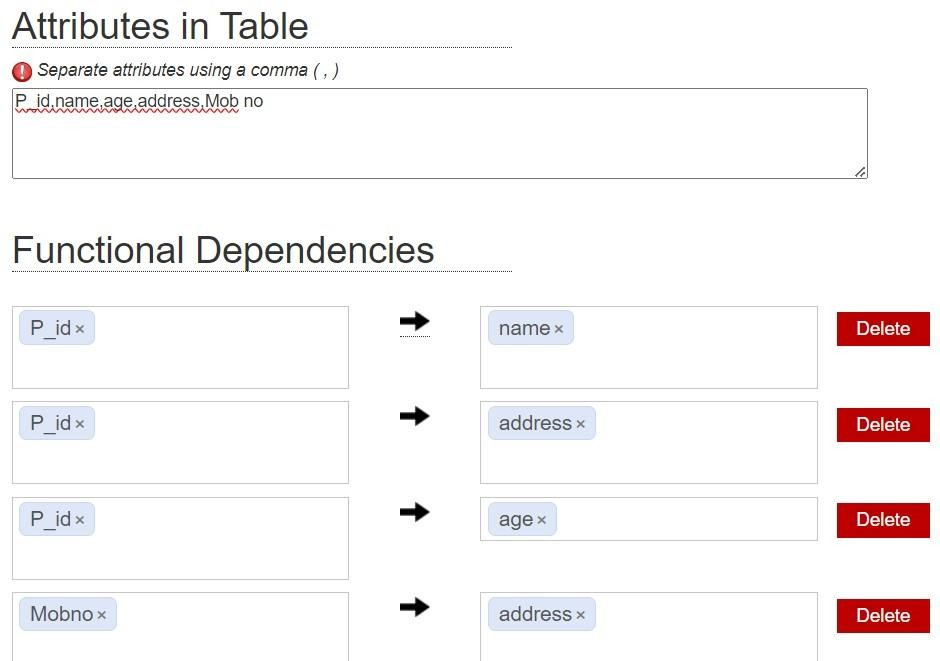 Attributes in Table
Separate attributes using a comma ( , )
P_id,name,age,address,Mob no
Functional Dependencies
P_id× name× Delete
P_id× address× Delete
P_id× age× Delete
Mobno× address× Delete